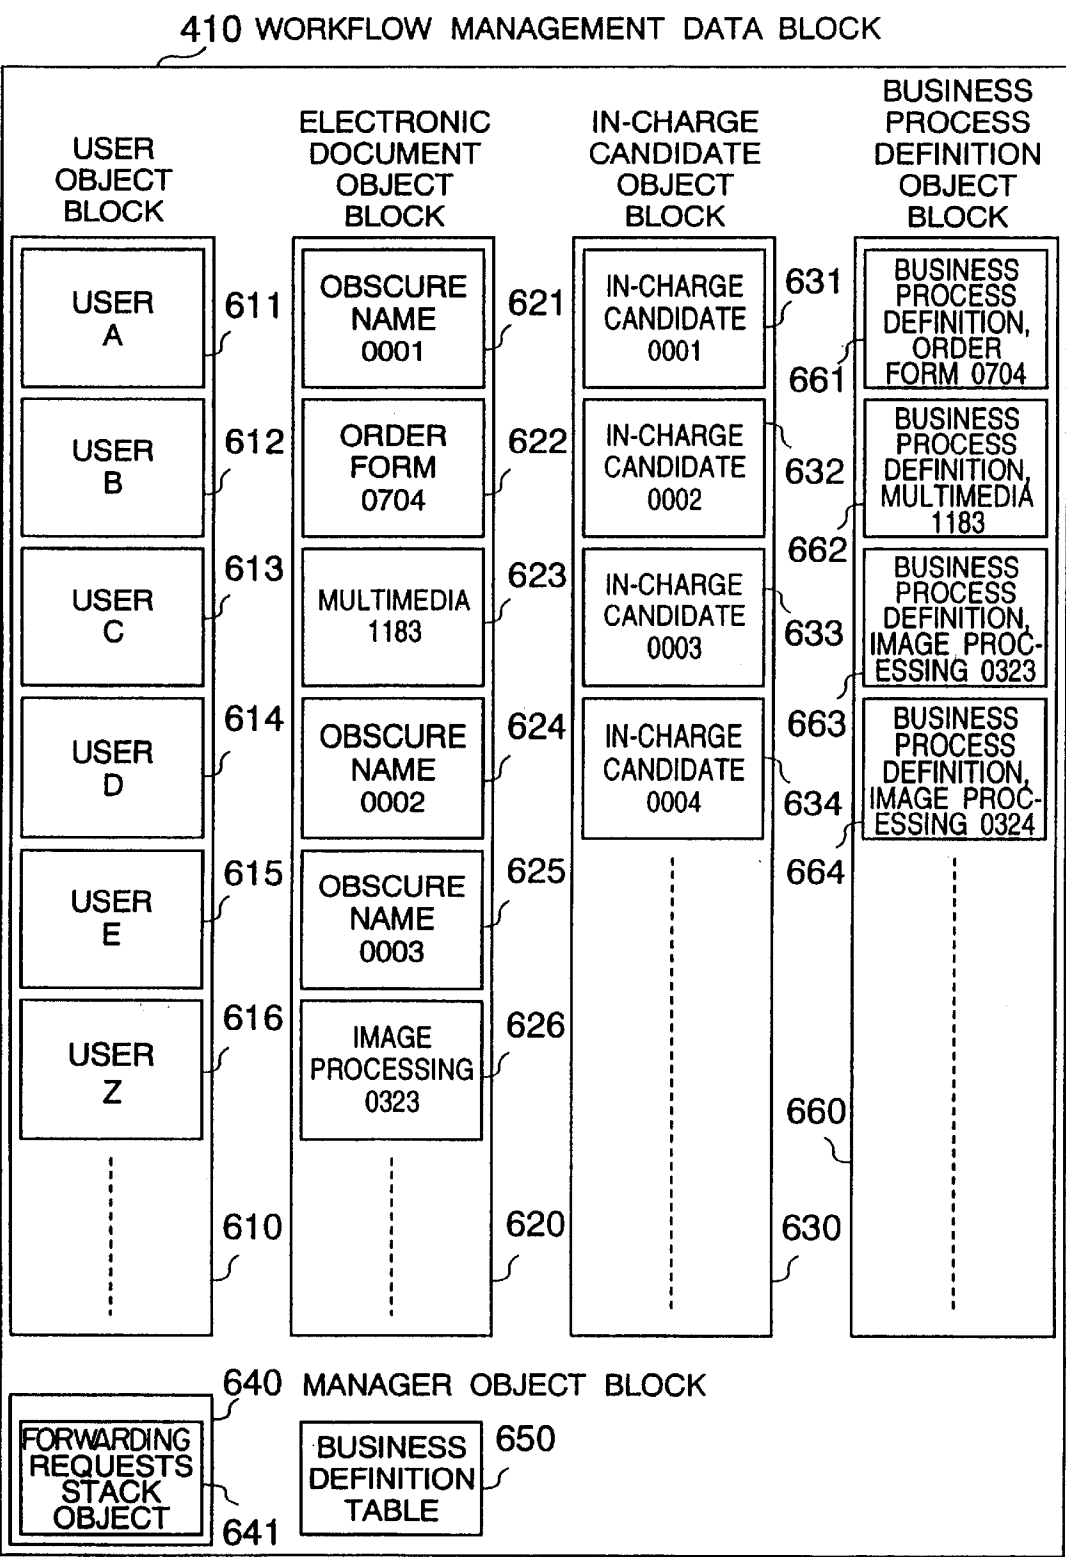 410 WORKFLOW MANAGEMENT DATA BLOCK
USER
OBJECT
BLOCK
USER
A
611
USER
B
612
USER
C
613
USER
D
614
USER
E
615
USER
Z
616
610
ELECTRONIC
DOCUMENT
OBJECT
BLOCK
OBSCURE
NAME
0001
621
ORDER
FORM
0704
622
MULTIMEDIA
1183
623
OBSCURE
NAME
0002
624
OBSCURE
NAME
0003
625
IMAGE
PROCESSING
0323
626
620
IN-CHARGE
CANDIDATE
OBJECT
BLOCK
IN-CHARGE
CANDIDATE
0001
631
IN-CHARGE
CANDIDATE
0002
632
IN-CHARGE
CANDIDATE
0003
633
IN-CHARGE
CANDIDATE
0004
634
630
BUSINESS
PROCESS
DEFINITION
OBJECT
BLOCK
BUSINESS
PROCESS
DEFINITION,
ORDER
FORM 0704
661
BUSINESS
PROCESS
DEFINITION,
MULTIMEDIA
1183
662
BUSINESS
PROCESS
DEFINITION,
IMAGE PROC-
ESSING 0323
663
BUSINESS
PROCESS
DEFINITION,
IMAGE PROC-
ESSING 0324
664
660
640 MANAGER OBJECT BLOCK
FORWARDING
REQUESTS
STACK
OBJECT
641
BUSINESS
DEFINITION
TABLE
650